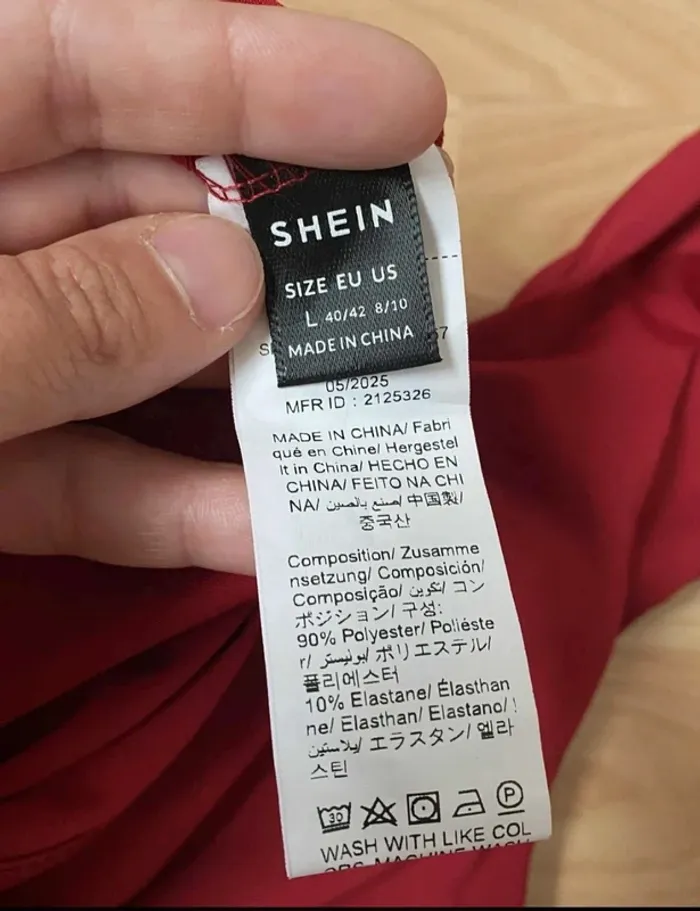 SHEIN
SIZE EU US
L 40/42 8/10
MADE IN CHINA
05/2025
MFR ID : 2125326
MADE IN CHINA/ Fabri
qué en Chine/ Hergestel
lt in China/ HECHO EN
CHINA/ FEITO NA CHI
NA/ صنع بالصين/ 中国製/
중국산
Composition/ Zusamme
nsetzung/ Composición/
Composição/ تكوين/ コン
ポジション/ 구성:
90% Polyester/ Poliéste
r/ بوليستر/ ポリエステル/
폴리에스터
10% Elastane/ Élasthan
ne/ Elasthan/ Elastano/
إيلاستين/ エラスタン/ 엘라
스틴
30
P
WASH WITH LIKE COL